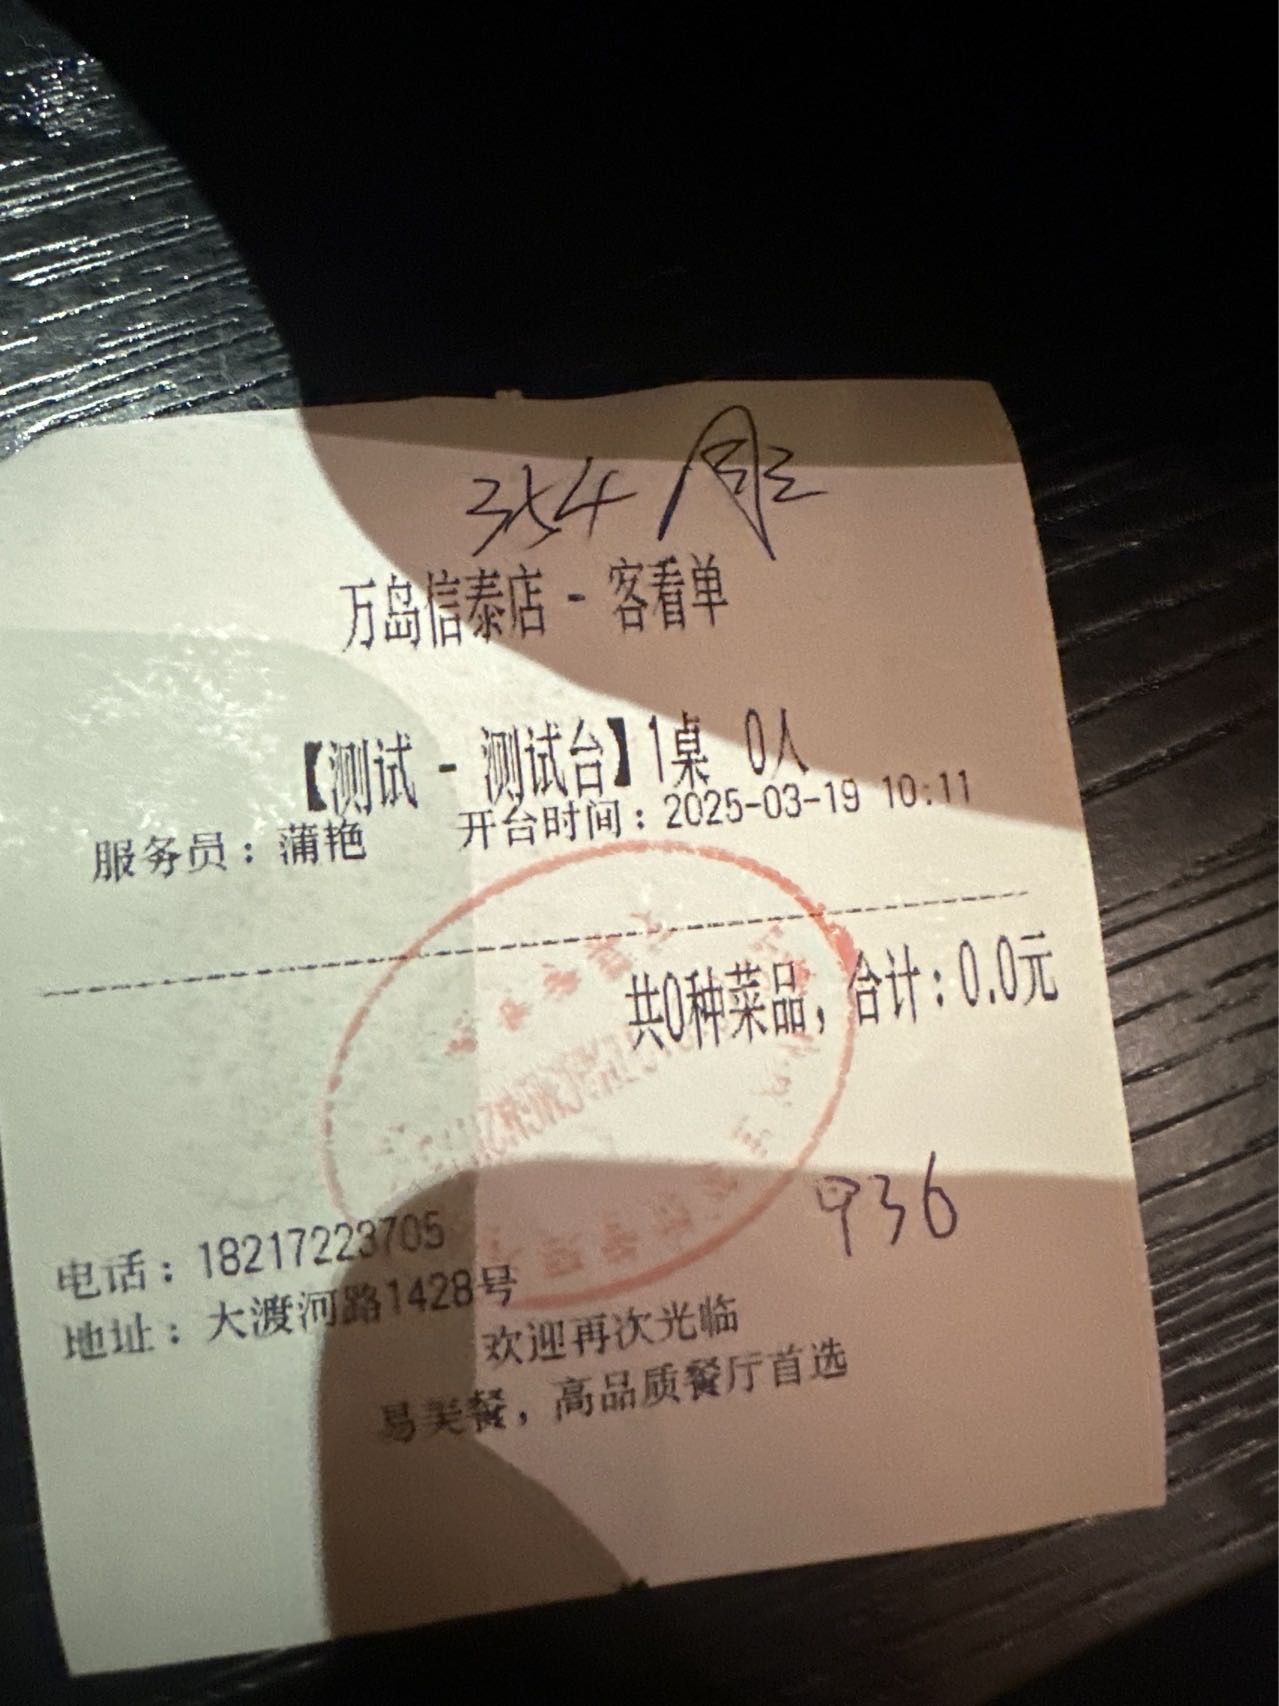 354
万岛信泰店 - 客看单
【测试 - 测试台】1桌 0人
服务员：蒲艳 开台时间：2025-03-19 10:11
共0种菜品，合计：0.0元
936
电话：18217223705
地址：大渡河路1428号
欢迎再次光临
易美餐，高品质餐厅首选